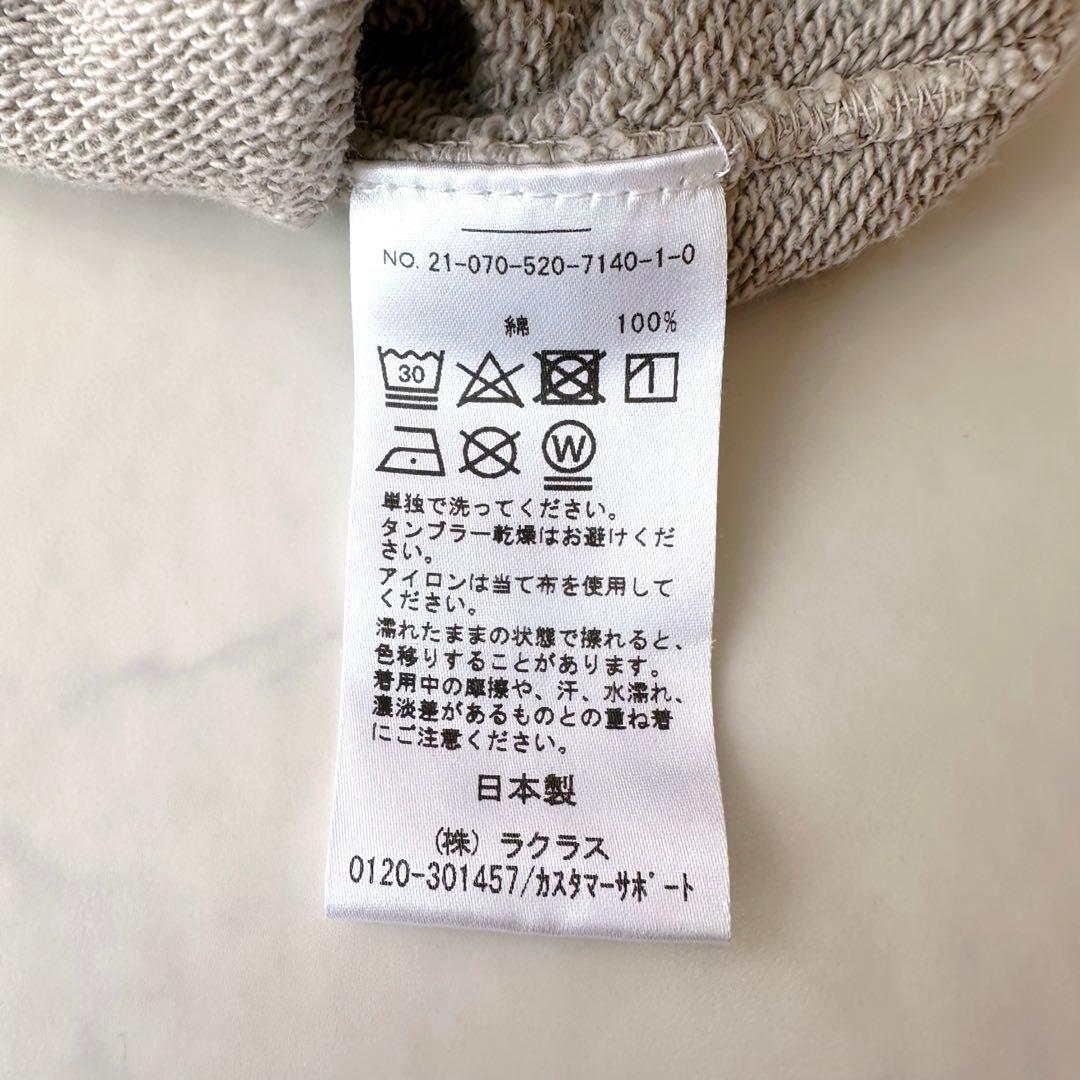 NO. 21-070-520-7140-1-0
綿 100%
30
W
単独で洗ってください。
タンブラー乾燥はお避けくだ
さい。
アイロンは当て布を使用して
ください。
濡れたままの状態で擦れると、
色移りすることがあります。
着用中の摩擦や、汗、水濡れ、
濃淡差があるものとの重ね着
にご注意ください。
日本製
(株) ラクラス
0120-301457/ｶｽﾀﾏｰｻﾎﾟｰﾄ